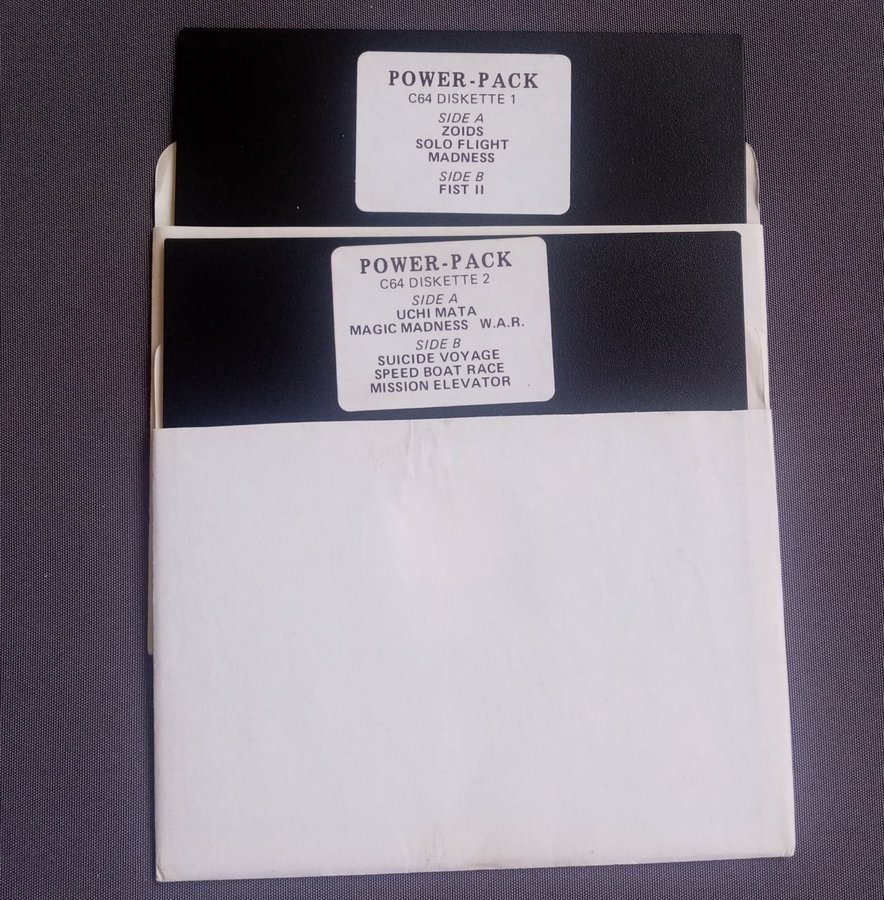 POWER-PACK
C64 DISKETTE 1
SIDE A
ZOIDS
SOLO FLIGHT
MADNESS
SIDE B
FIST II
POWER-PACK
C64 DISKETTE 2
SIDE A
UCHI MATA
MAGIC MADNESS W.A.R.
SIDE B
SUICIDE VOYAGE
SPEED BOAT RACE
MISSION ELEVATOR